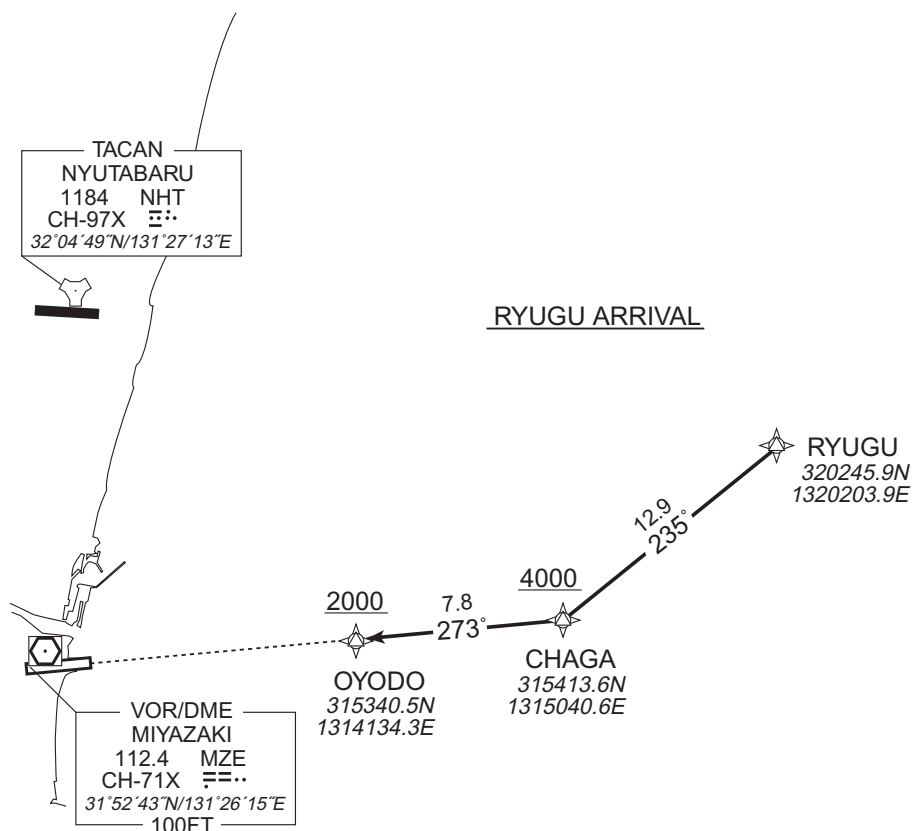 TACAN
NYUTABARU
1184 NHT
CH-97X
32°04´49˝N/131°27´13˝E
RYUGU ARRIVAL
RYUGU
320245.9N
1320203.9E
12.9
235°
4000
7.8
273°
2000
CHAGA
315413.6N
1315040.6E
OYODO
315340.5N
1314134.3E
VOR/DME
MIYAZAKI
112.4 MZE
CH-71X
31°52´43˝N/131°26´15˝E
100FT